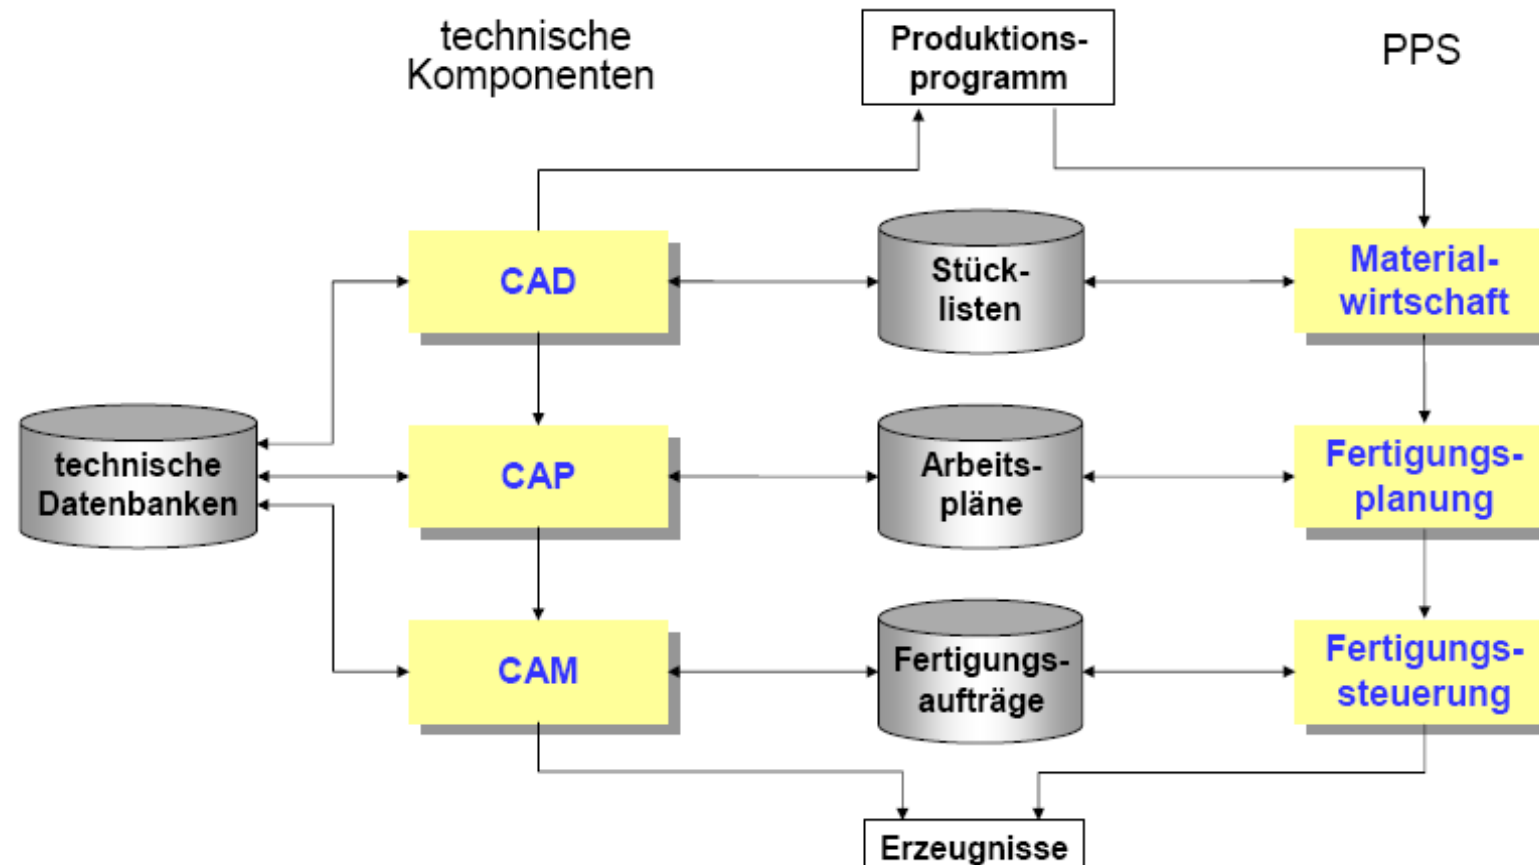 technische
Komponenten
Produktions-
programm
PPS
CAD
Stück-
listen
Material-
wirtschaft
technische
Datenbanken
CAP
Arbeits-
pläne
Fertigungs-
planung
CAM
Fertigungs-
aufträge
Fertigungs-
steuerung
Erzeugnisse